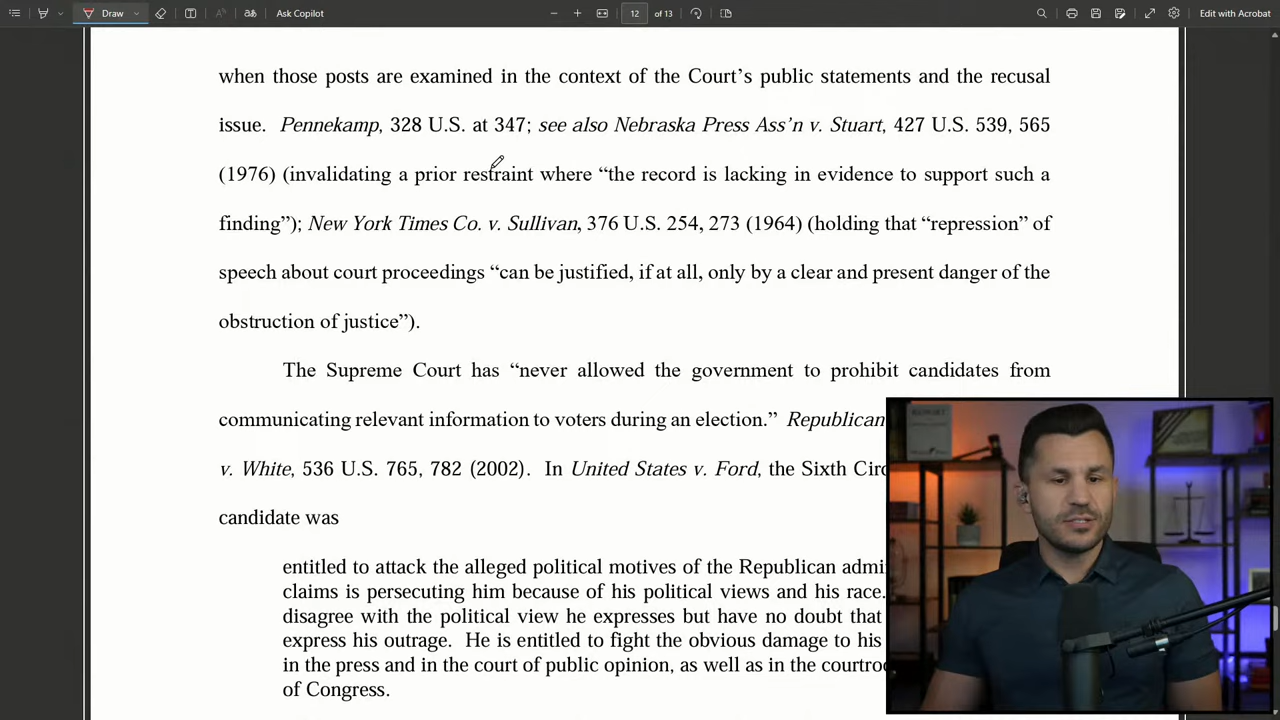 Draw
Ask Copilot
12 of 13
Edit with Acrobat
when those posts are examined in the context of the Court’s public statements and the recusal
issue. Pennekamp, 328 U.S. at 347; see also Nebraska Press Ass’n v. Stuart, 427 U.S. 539, 565
(1976) (invalidating a prior restraint where “the record is lacking in evidence to support such a
finding”); New York Times Co. v. Sullivan, 376 U.S. 254, 273 (1964) (holding that “repression” of
speech about court proceedings “can be justified, if at all, only by a clear and present danger of the
obstruction of justice”).
The Supreme Court has “never allowed the government to prohibit candidates from
communicating relevant information to voters during an election.” Republican
v. White, 536 U.S. 765, 782 (2002). In United States v. Ford, the Sixth Circ
candidate was
entitled to attack the alleged political motives of the Republican admi
claims is persecuting him because of his political views and his race.
disagree with the political view he expresses but have no doubt that
express his outrage. He is entitled to fight the obvious damage to his
in the press and in the court of public opinion, as well as in the courtroo
of Congress.